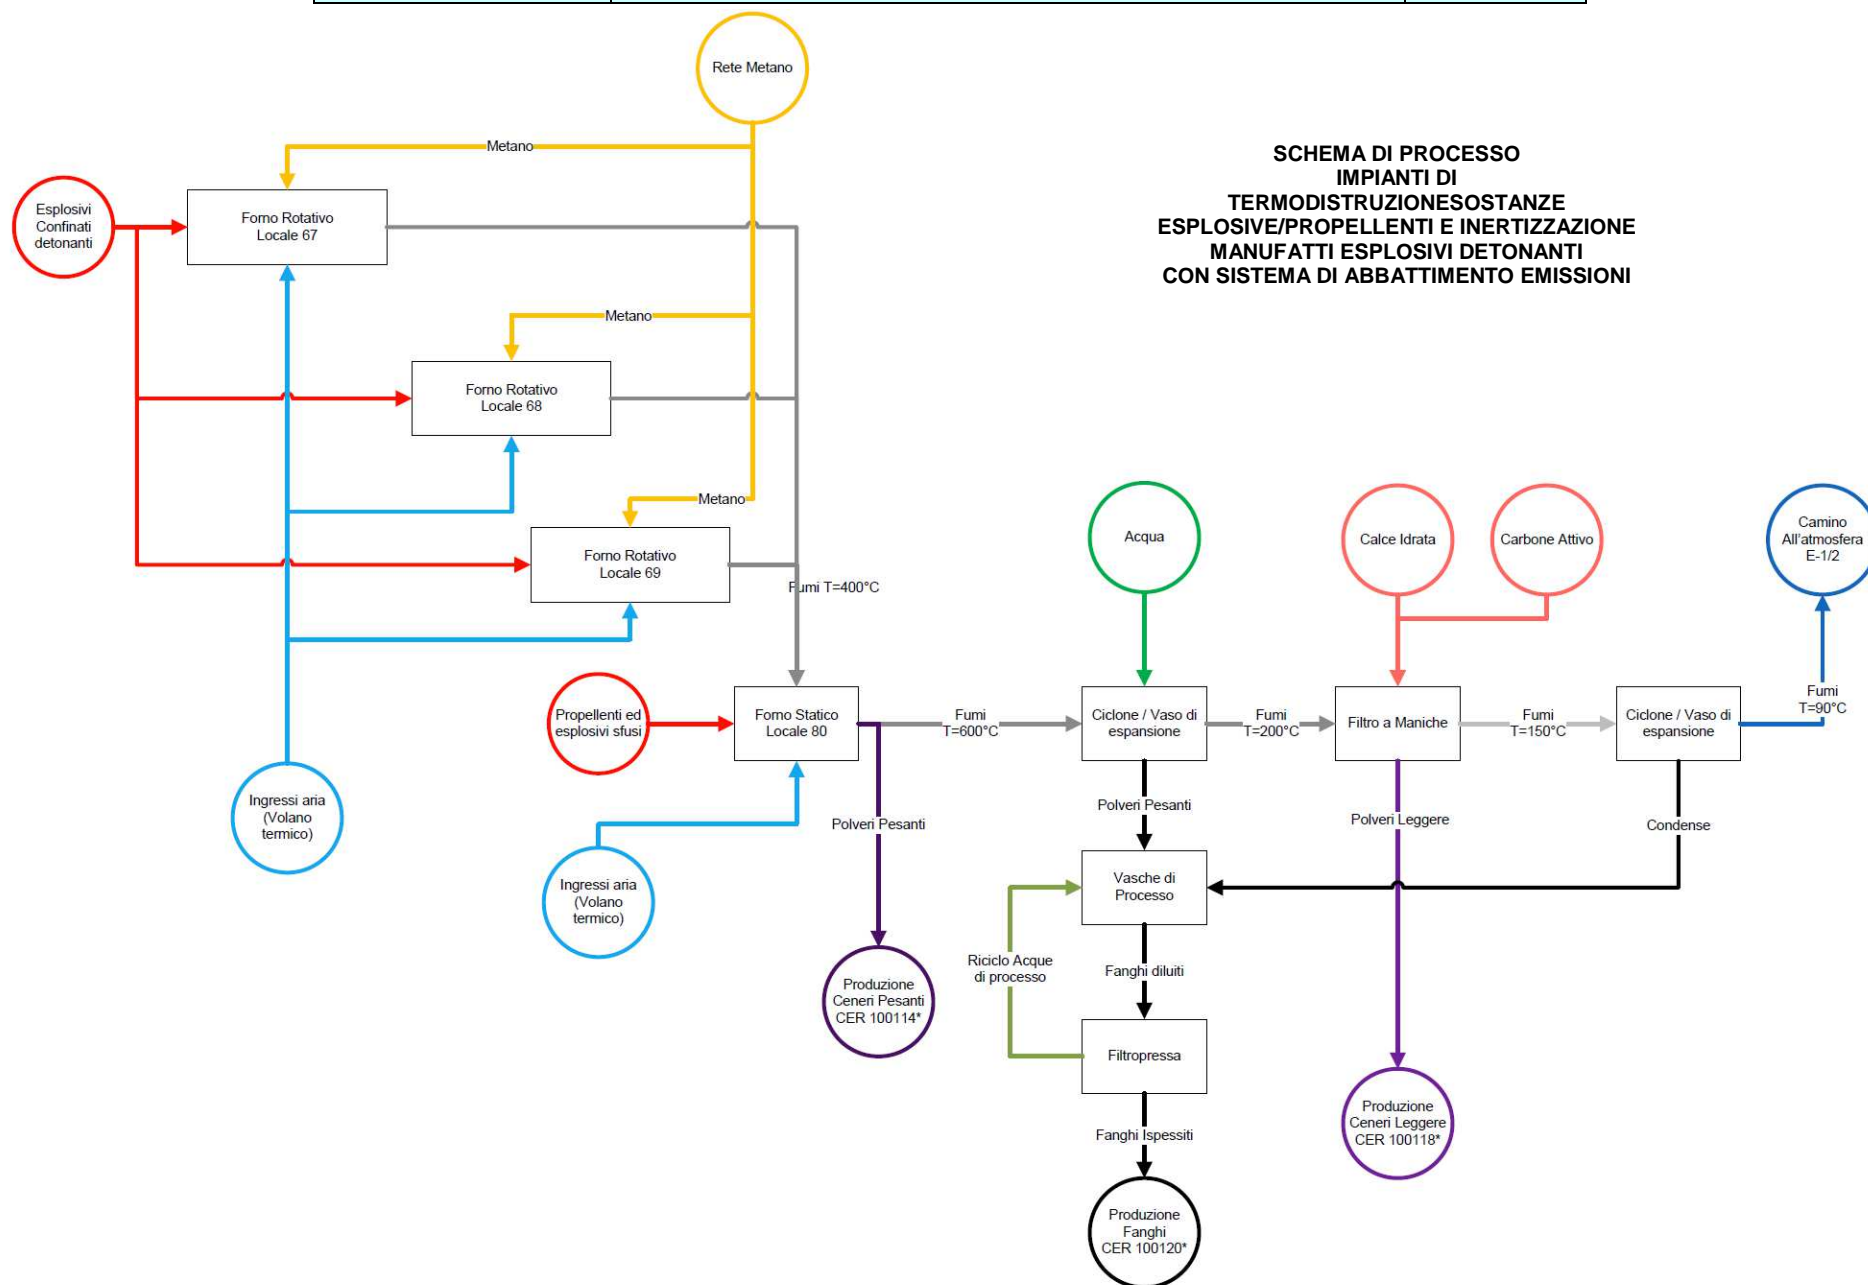 Rete Metano
SCHEMA DI PROCESSO
IMPIANTI DI
TERMODISTRUZIONESOSTANZE
ESPLOSIVE/PROPELLENTI E INERTIZZAZIONE
MANUFATTI ESPLOSIVI DETONANTI
CON SISTEMA DI ABBATTIMENTO EMISSIONI
Metano
Esplosivi
Confinati
detonanti
Forno Rotativo
Locale 67
Metano
Forno Rotativo
Locale 68
Metano
Forno Rotativo
Locale 69
Fumi T=400°C
Acqua
Calce Idrata
Carbone Attivo
Camino
All'atmosfera
E-1/2
Propellenti ed
esplosivi sfusi
Forno Statico
Locale 80
Fumi
T=600°C
Ciclone / Vaso di
espansione
Fumi
T=200°C
Filtro a Maniche
Fumi
T=150°C
Ciclone / Vaso di
espansione
Fumi
T=90°C
Ingressi aria
(Volano
termico)
Polveri Pesanti
Polveri Pesanti
Polveri Leggere
Condense
Ingressi aria
(Volano
termico)
Vasche di
Processo
Riciclo Acque
di processo
Fanghi diluiti
Produzione
Ceneri Pesanti
CER 100114*
Filtropressa
Produzione
Ceneri Leggere
CER 100118*
Fanghi Ispessiti
Produzione
Fanghi
CER 100120*